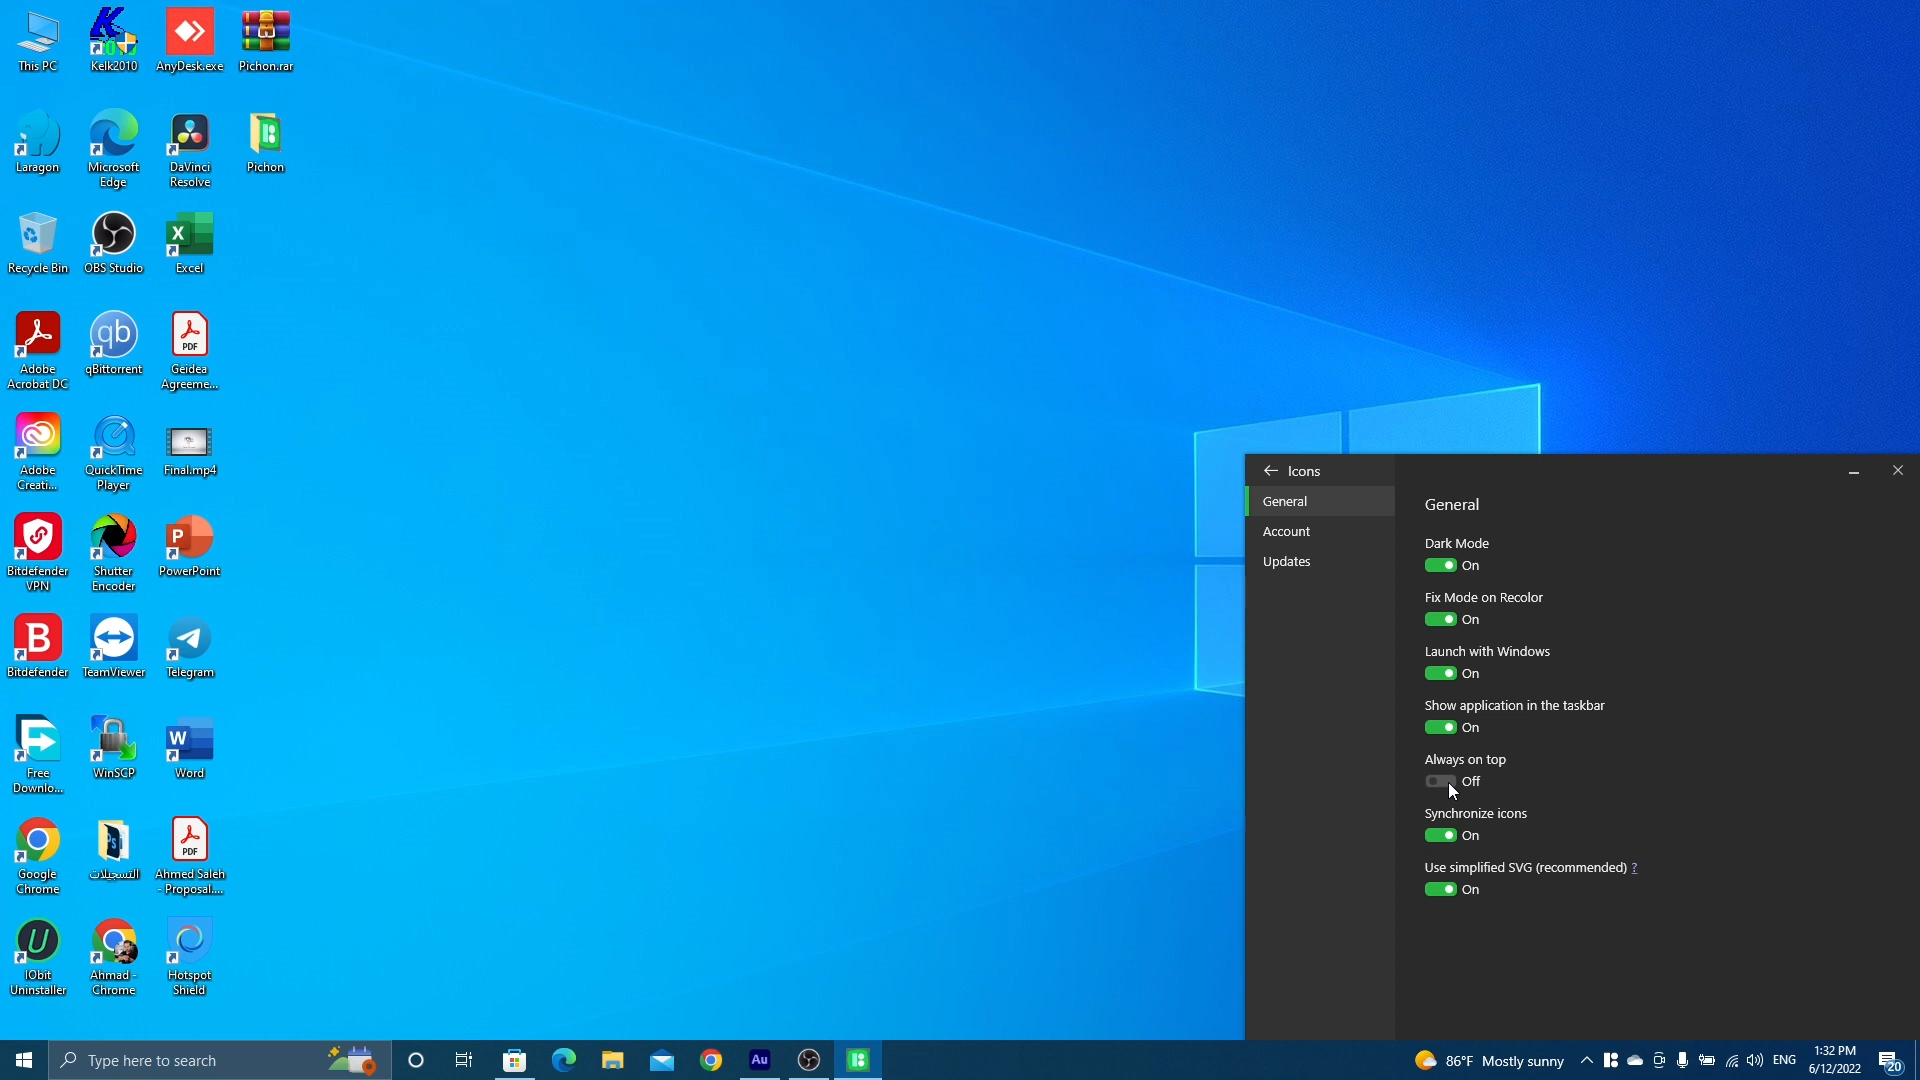 This PC
Kelk2010
AnyDesk.exe
Pichon.rar
Laragon
Microsoft
Edge
DaVinci
Resolve
Pichon
Recycle Bin
OBS Studio
Excel
Adobe
Acrobat DC
qBittorrent
PDF
Geidea
Agreeme...
Adobe
Creati...
QuickTime
Player
Final.mp4
Bitdefender
VPN
Shutter
Encoder
PowerPoint
Bitdefender
TeamViewer
Telegram
Free
Downlo...
WinSCP
Word
Google
Chrome
التسجيلات
PDF
Ahmed Saleh
- Proposal....
IObit
Uninstaller
Ahmad -
Chrome
Hotspot
Shield
Icons
General
Account
Updates
General
Dark Mode
On
Fix Mode on Recolor
On
Launch with Windows
On
Show application in the taskbar
On
Always on top
Off
Synchronize icons
On
Use simplified SVG (recommended) ?
On
Type here to search
Au
86°F Mostly sunny
ENG
1:32 PM
6/12/2022
20